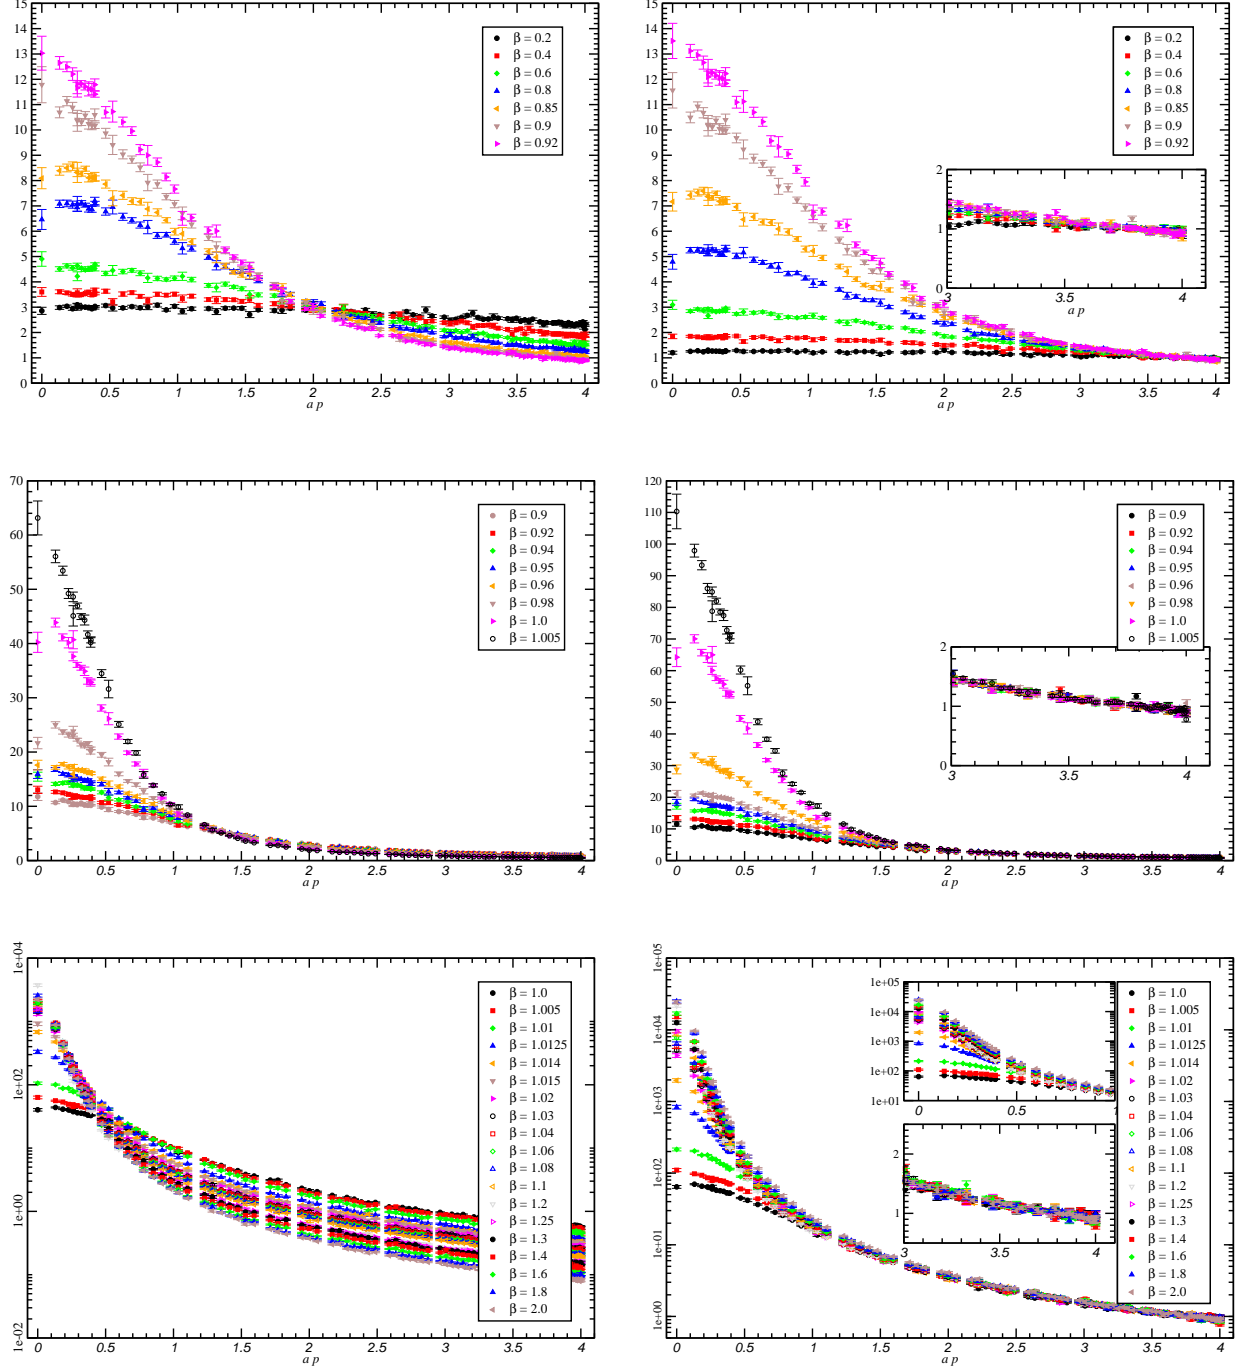 15
14
13
12
11
10
9
8
7
6
5
4
3
2
1
0
β = 0.2
β = 0.4
β = 0.6
β = 0.8
β = 0.85
β = 0.9
β = 0.92
0 0.5 1 1.5 2 2.5 3 3.5 4
a p
15
14
13
12
11
10
9
8
7
6
5
4
3
2
1
0
β = 0.2
β = 0.4
β = 0.6
β = 0.8
β = 0.85
β = 0.9
β = 0.92
2
1
0
3 3.5 4
a p
0 0.5 1 1.5 2 2.5 3 3.5 4
a p
70
60
50
40
30
20
10
0
β = 0.9
β = 0.92
β = 0.94
β = 0.95
β = 0.96
β = 0.98
β = 1.0
β = 1.005
0 0.5 1 1.5 2 2.5 3 3.5 4
a p
120
110
100
90
80
70
60
50
40
30
20
10
0
β = 0.9
β = 0.92
β = 0.94
β = 0.95
β = 0.96
β = 0.98
β = 1.0
β = 1.005
2
1
0
3 3.5 4
0 0.5 1 1.5 2 2.5 3 3.5 4
a p
1e+04
1e+02
1e+00
1e-02
β = 1.0
β = 1.005
β = 1.01
β = 1.0125
β = 1.014
β = 1.015
β = 1.02
β = 1.03
β = 1.04
β = 1.06
β = 1.08
β = 1.1
β = 1.2
β = 1.25
β = 1.3
β = 1.4
β = 1.6
β = 1.8
β = 2.0
0 0.5 1 1.5 2 2.5 3 3.5 4
a p
1e+05
1e+04
1e+03
1e+02
1e+01
1e+00
1e+05
1e+04
1e+03
1e+02
1e+01
0 0.5 1
2
1
3 3.5 4
β = 1.0
β = 1.005
β = 1.01
β = 1.0125
β = 1.014
β = 1.02
β = 1.03
β = 1.04
β = 1.06
β = 1.08
β = 1.1
β = 1.2
β = 1.25
β = 1.3
β = 1.4
β = 1.6
β = 1.8
β = 2.0
0 0.5 1 1.5 2 2.5 3 3.5 4
a p